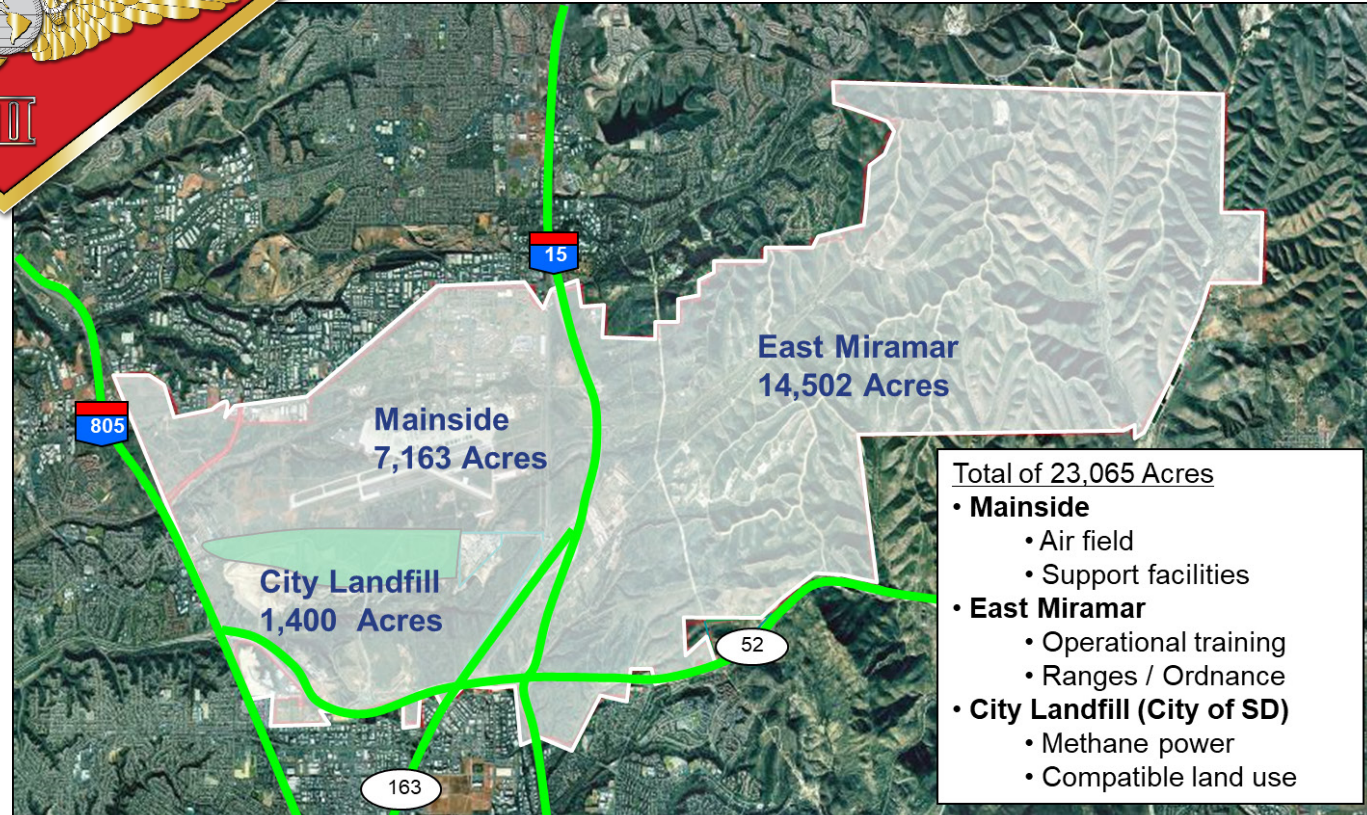 II
15
805
East Miramar
14,502 Acres
Mainside
7,163 Acres
City Landfill
1,400 Acres
52
163
Total of 23,065 Acres
• Mainside
• Air field
• Support facilities
• East Miramar
• Operational training
• Ranges / Ordnance
• City Landfill (City of SD)
• Methane power
• Compatible land use